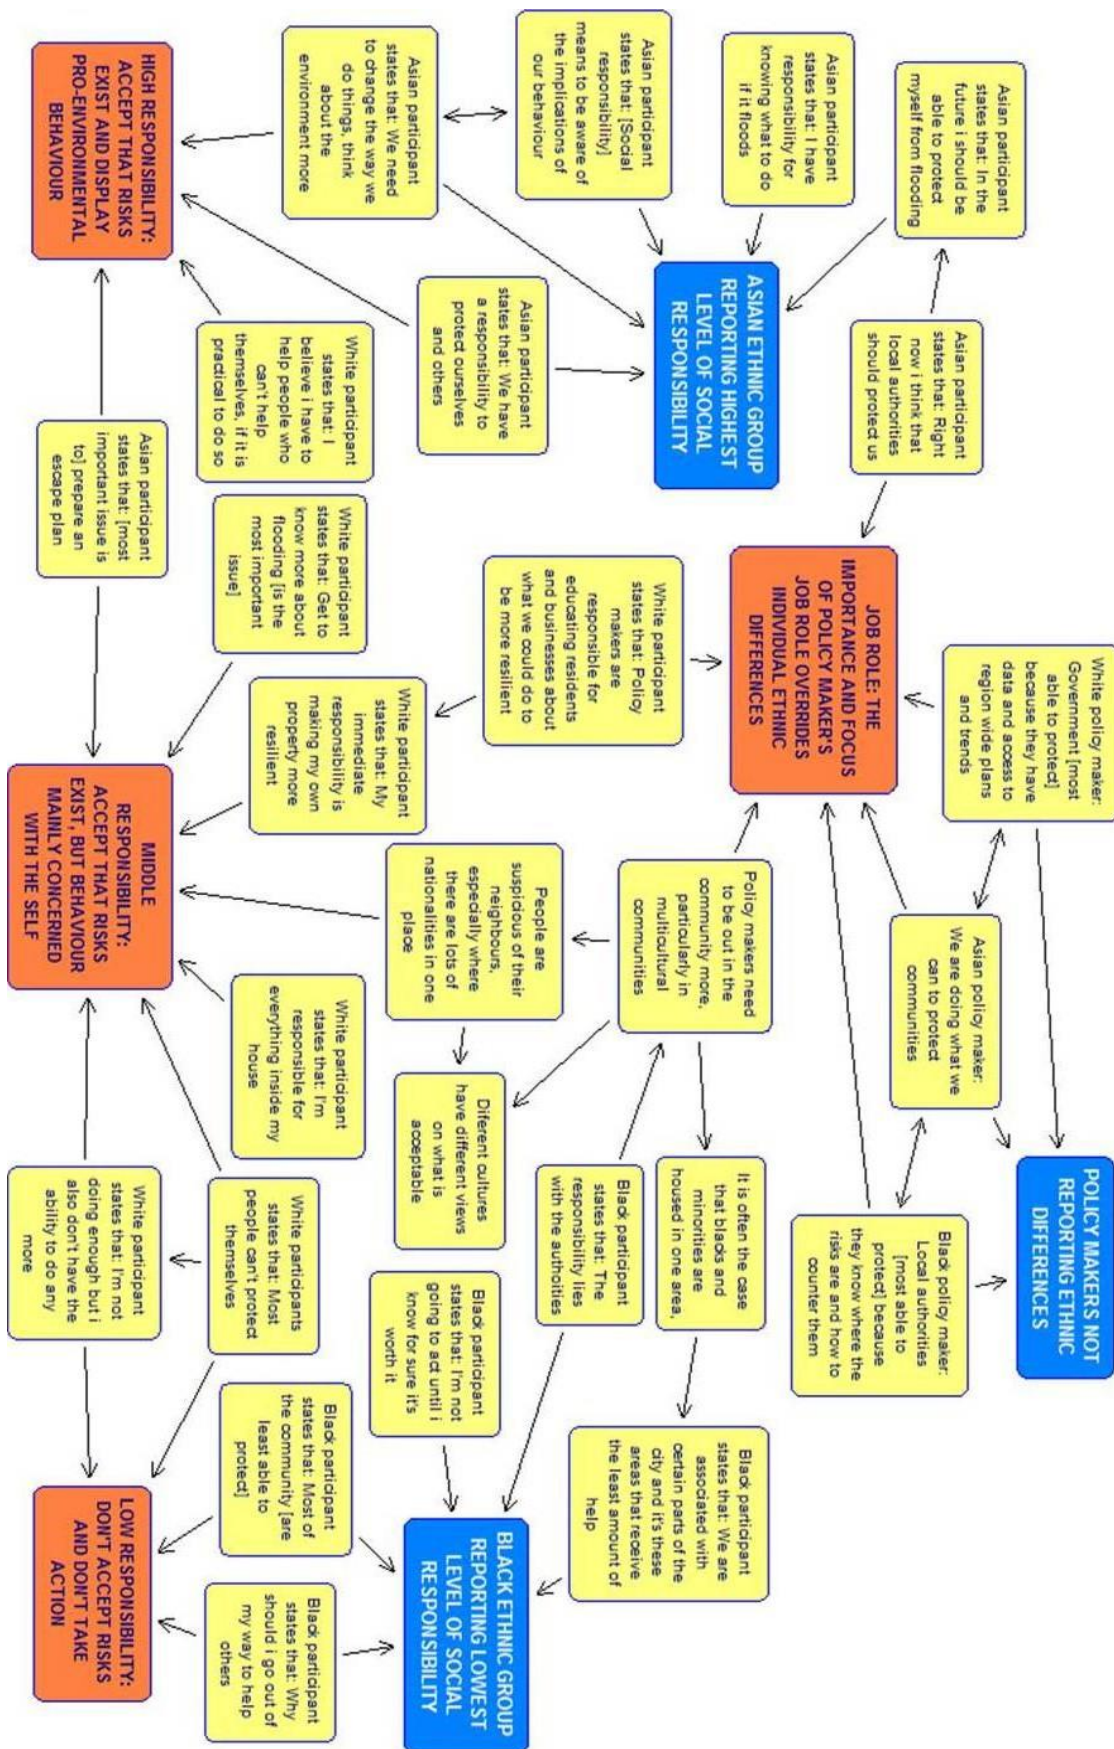 White policy maker:
Government [most
able to protect]
because they have
data and access to
region wide plans
and trends
POLICY MAKERS NOT
REPORTING ETHNIC
DIFFERENCES
Asian participant
states that: In the
future i should be
able to protect
myself from flooding
Asian participant
states that: Right
now i think that
local authorities
should protect us
Asian policy maker:
We are doing what we
can to protect
communities
Black policy maker:
Local authorities
[most able to
protect] because
they know where the
risks are and how to
counter them
Asian participant
states that: I have
responsibility for
knowing what to do
if it floods
JOB ROLE: THE
IMPORTANCE AND FOCUS
OF POLICY MAKER'S
JOB ROLE OVERRIDES
INDIVIDUAL ETHNIC
DIFFERENCES
ASIAN ETHNIC GROUP
REPORTING HIGHEST
LEVEL OF SOCIAL
RESPONSIBILITY
Policy makers need
to be out in the
community more,
particularly in
multicultural
communities
It is often the case
that blacks and
minorities are
housed in one area,
Black participant
states that: We are
associated with
certain parts of the
city and it's these
areas that receive
the least amount of
help
Asian participant
states that: [Social
responsibility]
means to be aware of
the implications of
our behaviour
White participant
states that: Policy
makers are
responsible for
educating residents
and businesses about
what we could do to
be more resilient
Black participant
states that: The
responsibility lies
with the authoities
Asian participant
states that: We have
a responsibility to
protect ourselves
and others
People are
suspicious of their
neighbours,
especially where
there are lots of
nationalities in one
place
Diferent cultures
have different views
on what is
acceptable
Black participant
states that: I'm not
going to act until i
know for sure it's
worth it
BLACK ETHNIC GROUP
REPORTING LOWEST
LEVEL OF SOCIAL
RESPONSIBILITY
Asian participant
states that: We need
to change the way we
do things, think
about the
environment more
White participant
states that: I
believe i have to
help people who
can't help
themselves, if it is
practical to do so
White participant
states that: Get to
know more about
flooding [is the
most important
issue]
White participant
states that: My
immediate
responsibility is
making my own
property more
resilient
White participant
states that: I'm
responsible for
everything inside my
house
White participants
states that: Most
people can't protect
themselves
Black participant
states that: Most of
the community [are
least able to
protect]
Black participant
states that: Why
should i go out of
my way to help
others
HIGH RESPONSIBILITY:
ACCEPT THAT RISKS
EXIST AND DISPLAY
PRO-ENVIRONMENTAL
BEHAVIOUR
Asian participant
states that: [most
important issue is
to] prepare an
escape plan
MIDDLE
RESPONSIBILITY:
ACCEPT THAT RISKS
EXIST, BUT BEHAVIOUR
MAINLY CONCERNED
WITH THE SELF
White participant
states that: I'm not
doing enough but i
also don't have the
ability to do any
more
LOW RESPONSIBILITY:
DON'T ACCEPT RISKS
AND DON'T TAKE
ACTION